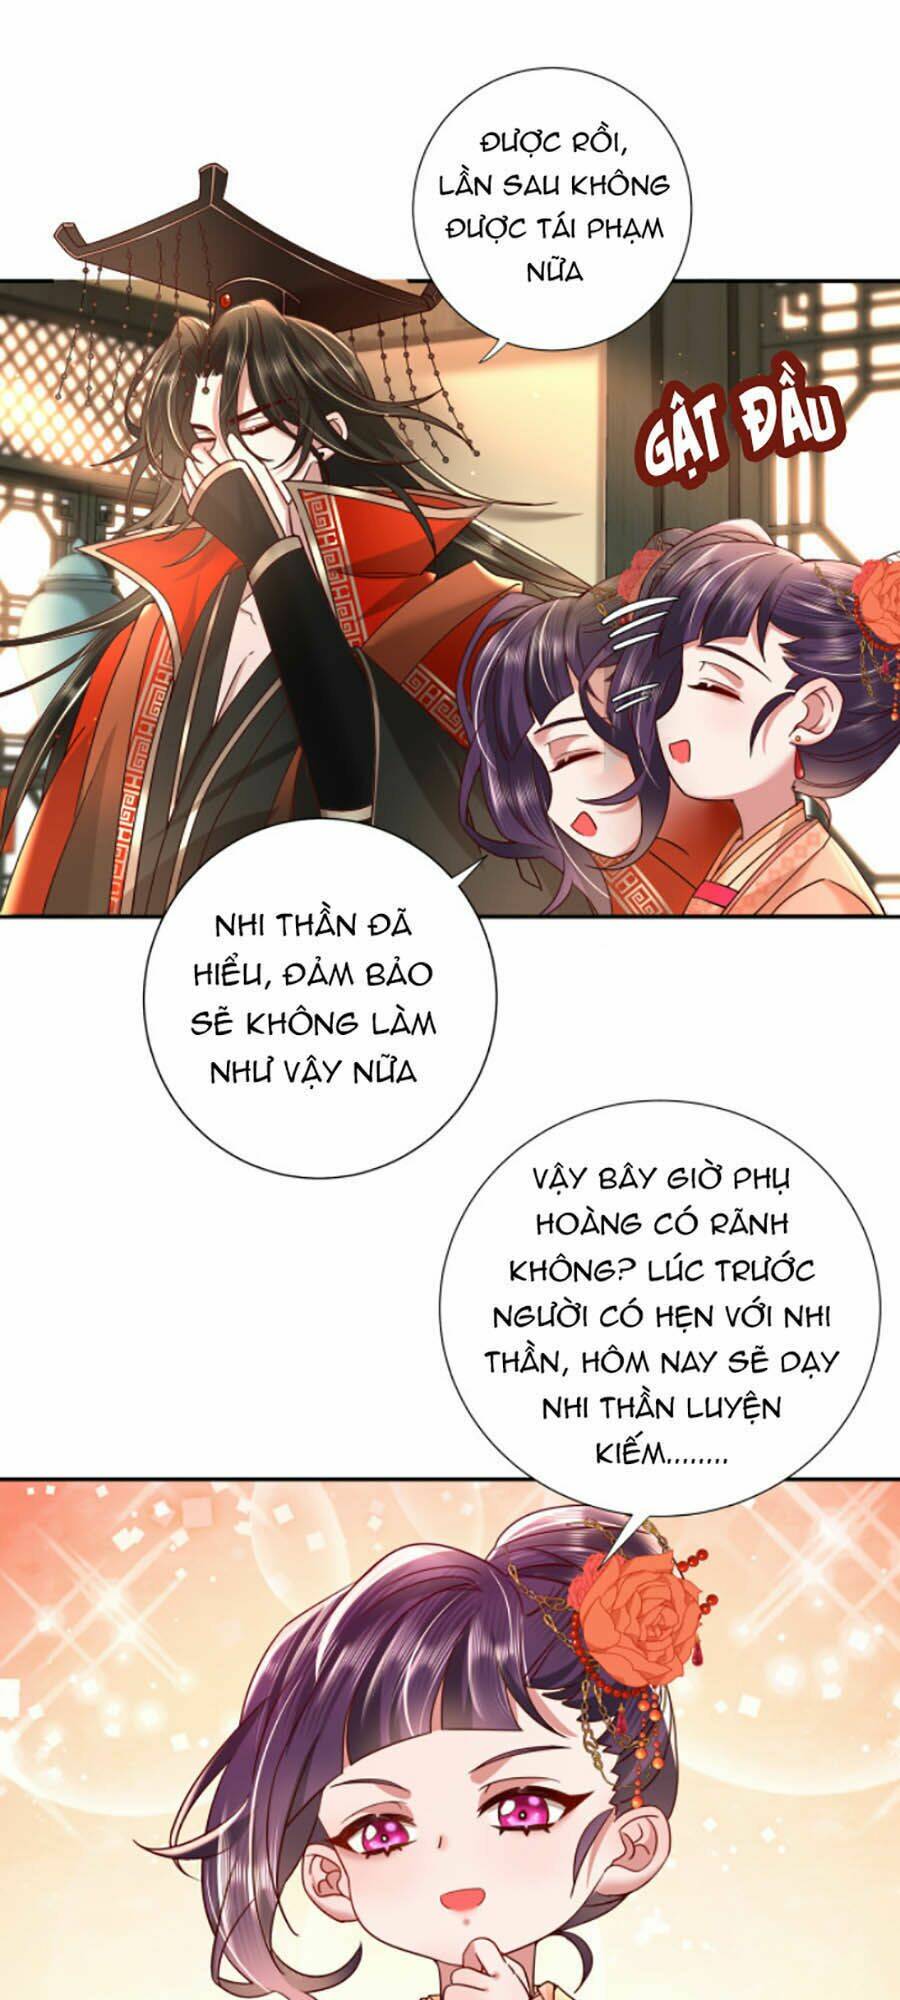 ĐƯỢC RỒI,
LẦN SAU KHÔNG
ĐƯỢC TÁI PHẠM
NỮA
GẬT ĐẦU
NHI THẦN ĐÃ
HIỂU, ĐẢM BẢO
SẼ KHÔNG LÀM
NHƯ VẬY NỮA
VẬY BÂY GIỜ PHỤ
HOÀNG CÓ RÃNH
KHÔNG? LÚC TRƯỚC
NGƯỜI CÓ HẸN VỚI NHI
THẦN, HÔM NAY SẼ DẠY
NHI THẦN LUYỆN
KIẾM........